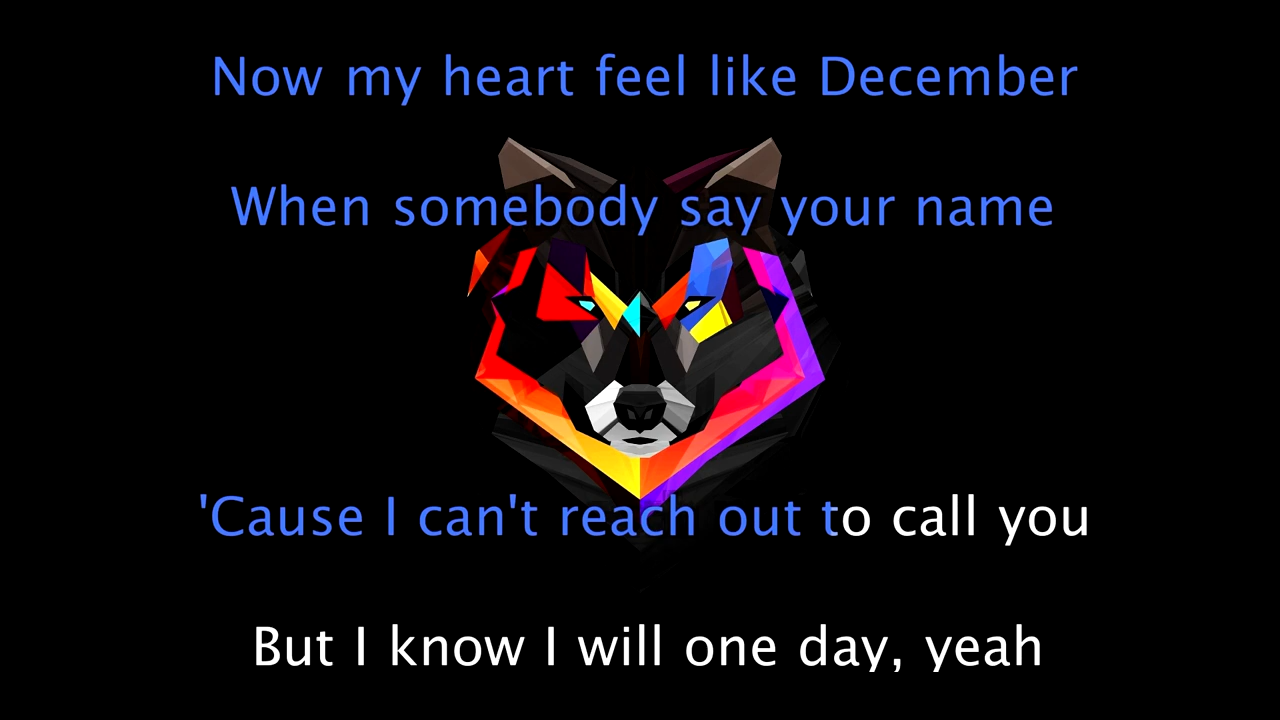 Now my heart feel like December
When somebody say your name
'Cause I can't reach out to call you
But I know I will one day, yeah